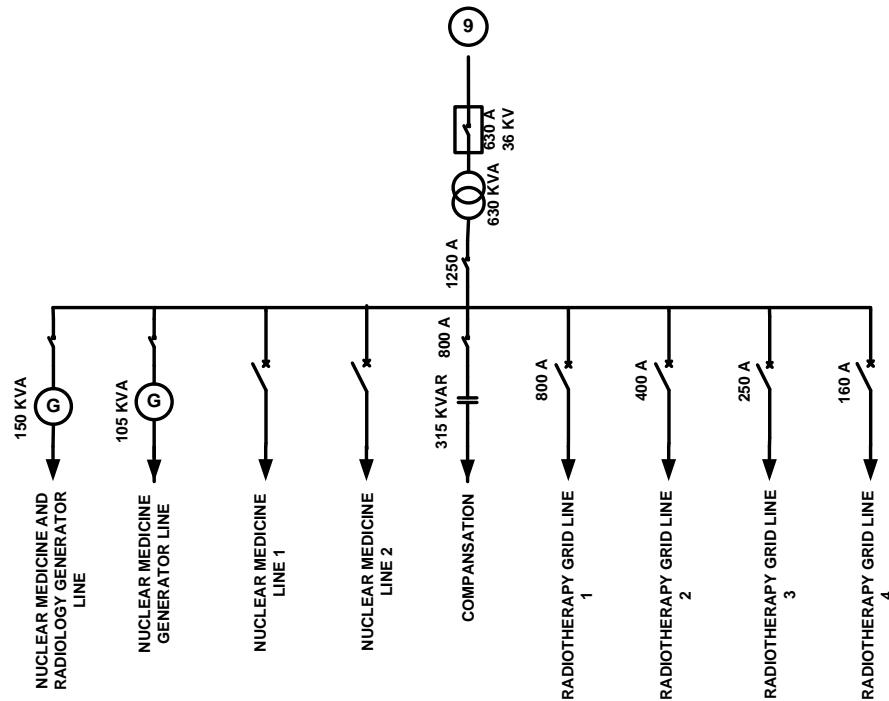 9
630 A
36 KV
630 KVA
1250 A
150 KVA
G
105 KVA
G
800 A
315 KVAR
800 A
400 A
250 A
160 A
NUCLEAR MEDICINE AND
RADIOLOGY GENERATOR
LINE
NUCLEAR MEDICINE
GENERATOR LINE
NUCLEAR MEDICINE
LINE 1
NUCLEAR MEDICINE
LINE 2
COMPANSATION
RADIOTHERAPY GRID LINE
1
RADIOTHERAPY GRID LINE
2
RADIOTHERAPY GRID LINE
3
RADIOTHERAPY GRID LINE
4